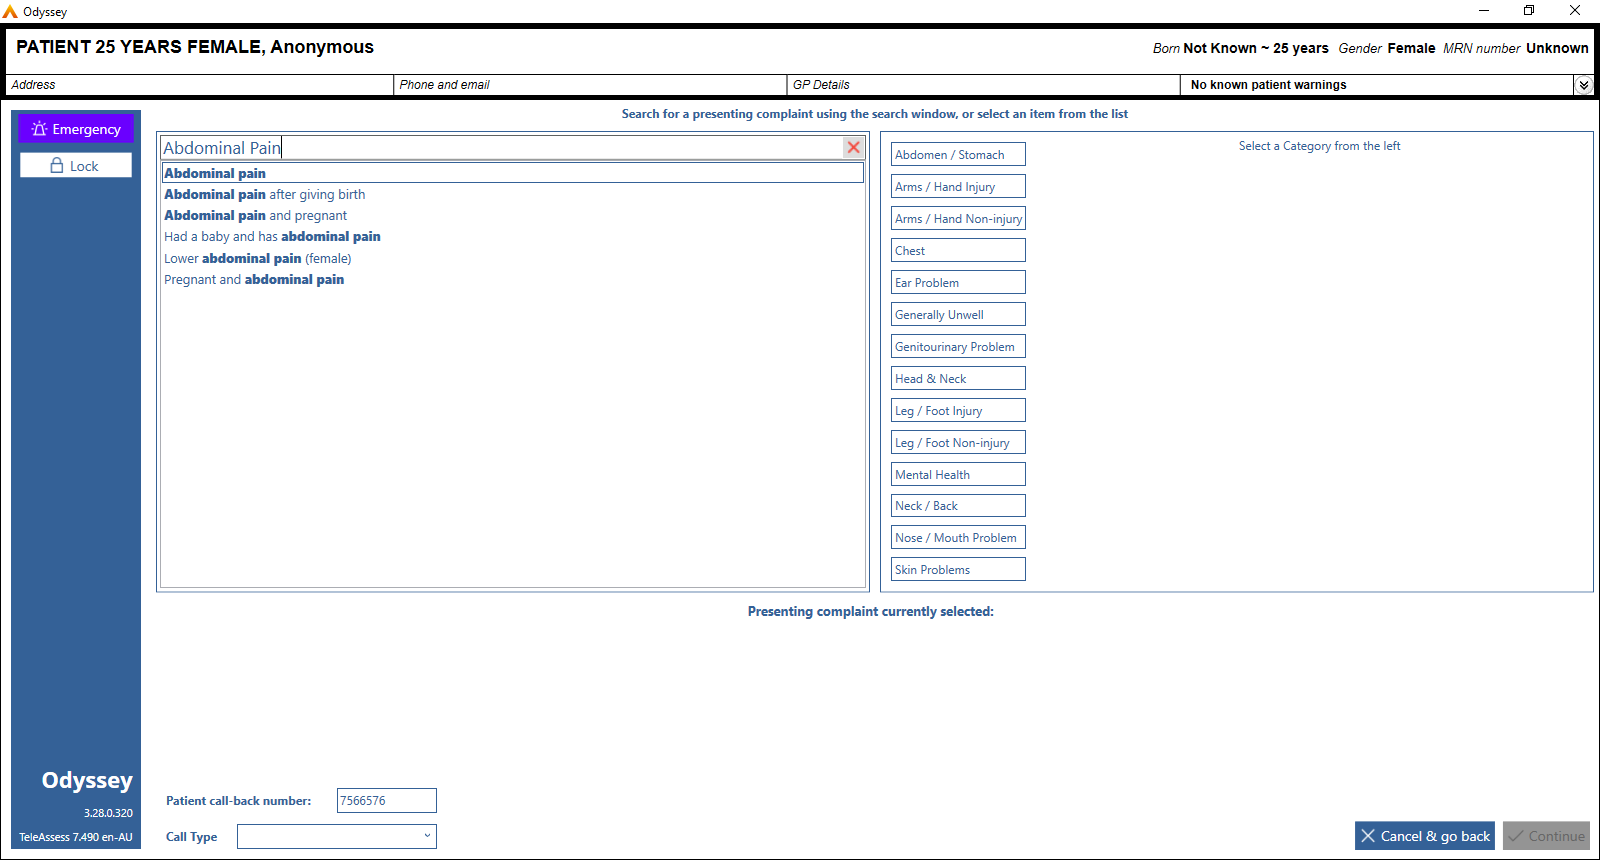 Odyssey
PATIENT 25 YEARS FEMALE, Anonymous
Born Not Known ~ 25 years Gender Female MRN number Unknown
Address
Phone and email
GP Details
No known patient warnings
Emergency
Lock
Search for a presenting complaint using the search window, or select an item from the list
Abdominal Pain
Abdominal pain
Abdominal pain after giving birth
Abdominal pain and pregnant
Had a baby and has abdominal pain
Lower abdominal pain (female)
Pregnant and abdominal pain
Abdomen / Stomach
Arms / Hand Injury
Arms / Hand Non-injury
Chest
Ear Problem
Generally Unwell
Genitourinary Problem
Head & Neck
Leg / Foot Injury
Leg / Foot Non-injury
Mental Health
Neck / Back
Nose / Mouth Problem
Skin Problems
Select a Category from the left
Presenting complaint currently selected:
Odyssey
3.28.0.320
TeleAssess 7.490 en-AU
Patient call-back number: 7566576
Call Type
Cancel & go back
Continue